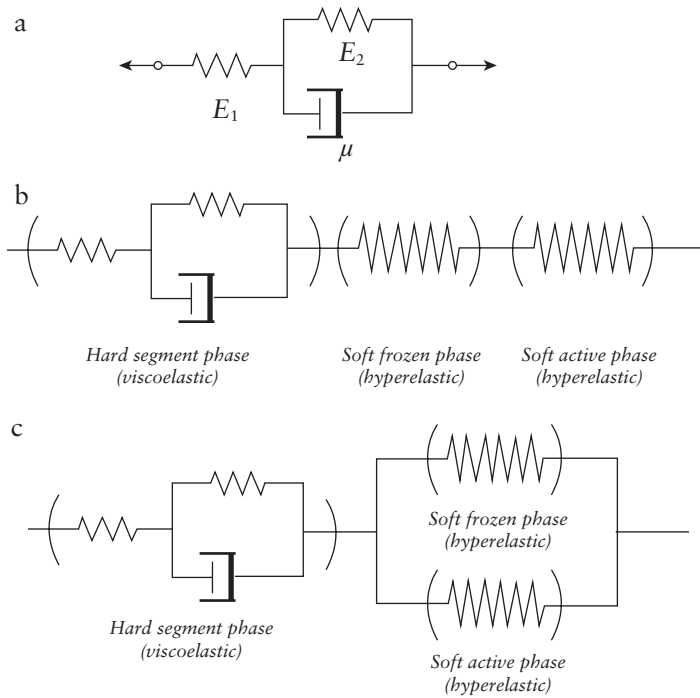 a
E₂
E₁
μ
b
Hard segment phase
(viscoelastic)
Soft frozen phase
(hyperelastic)
Soft active phase
(hyperelastic)
c
Soft frozen phase
(hyperelastic)
Hard segment phase
(viscoelastic)
Soft active phase
(hyperelastic)